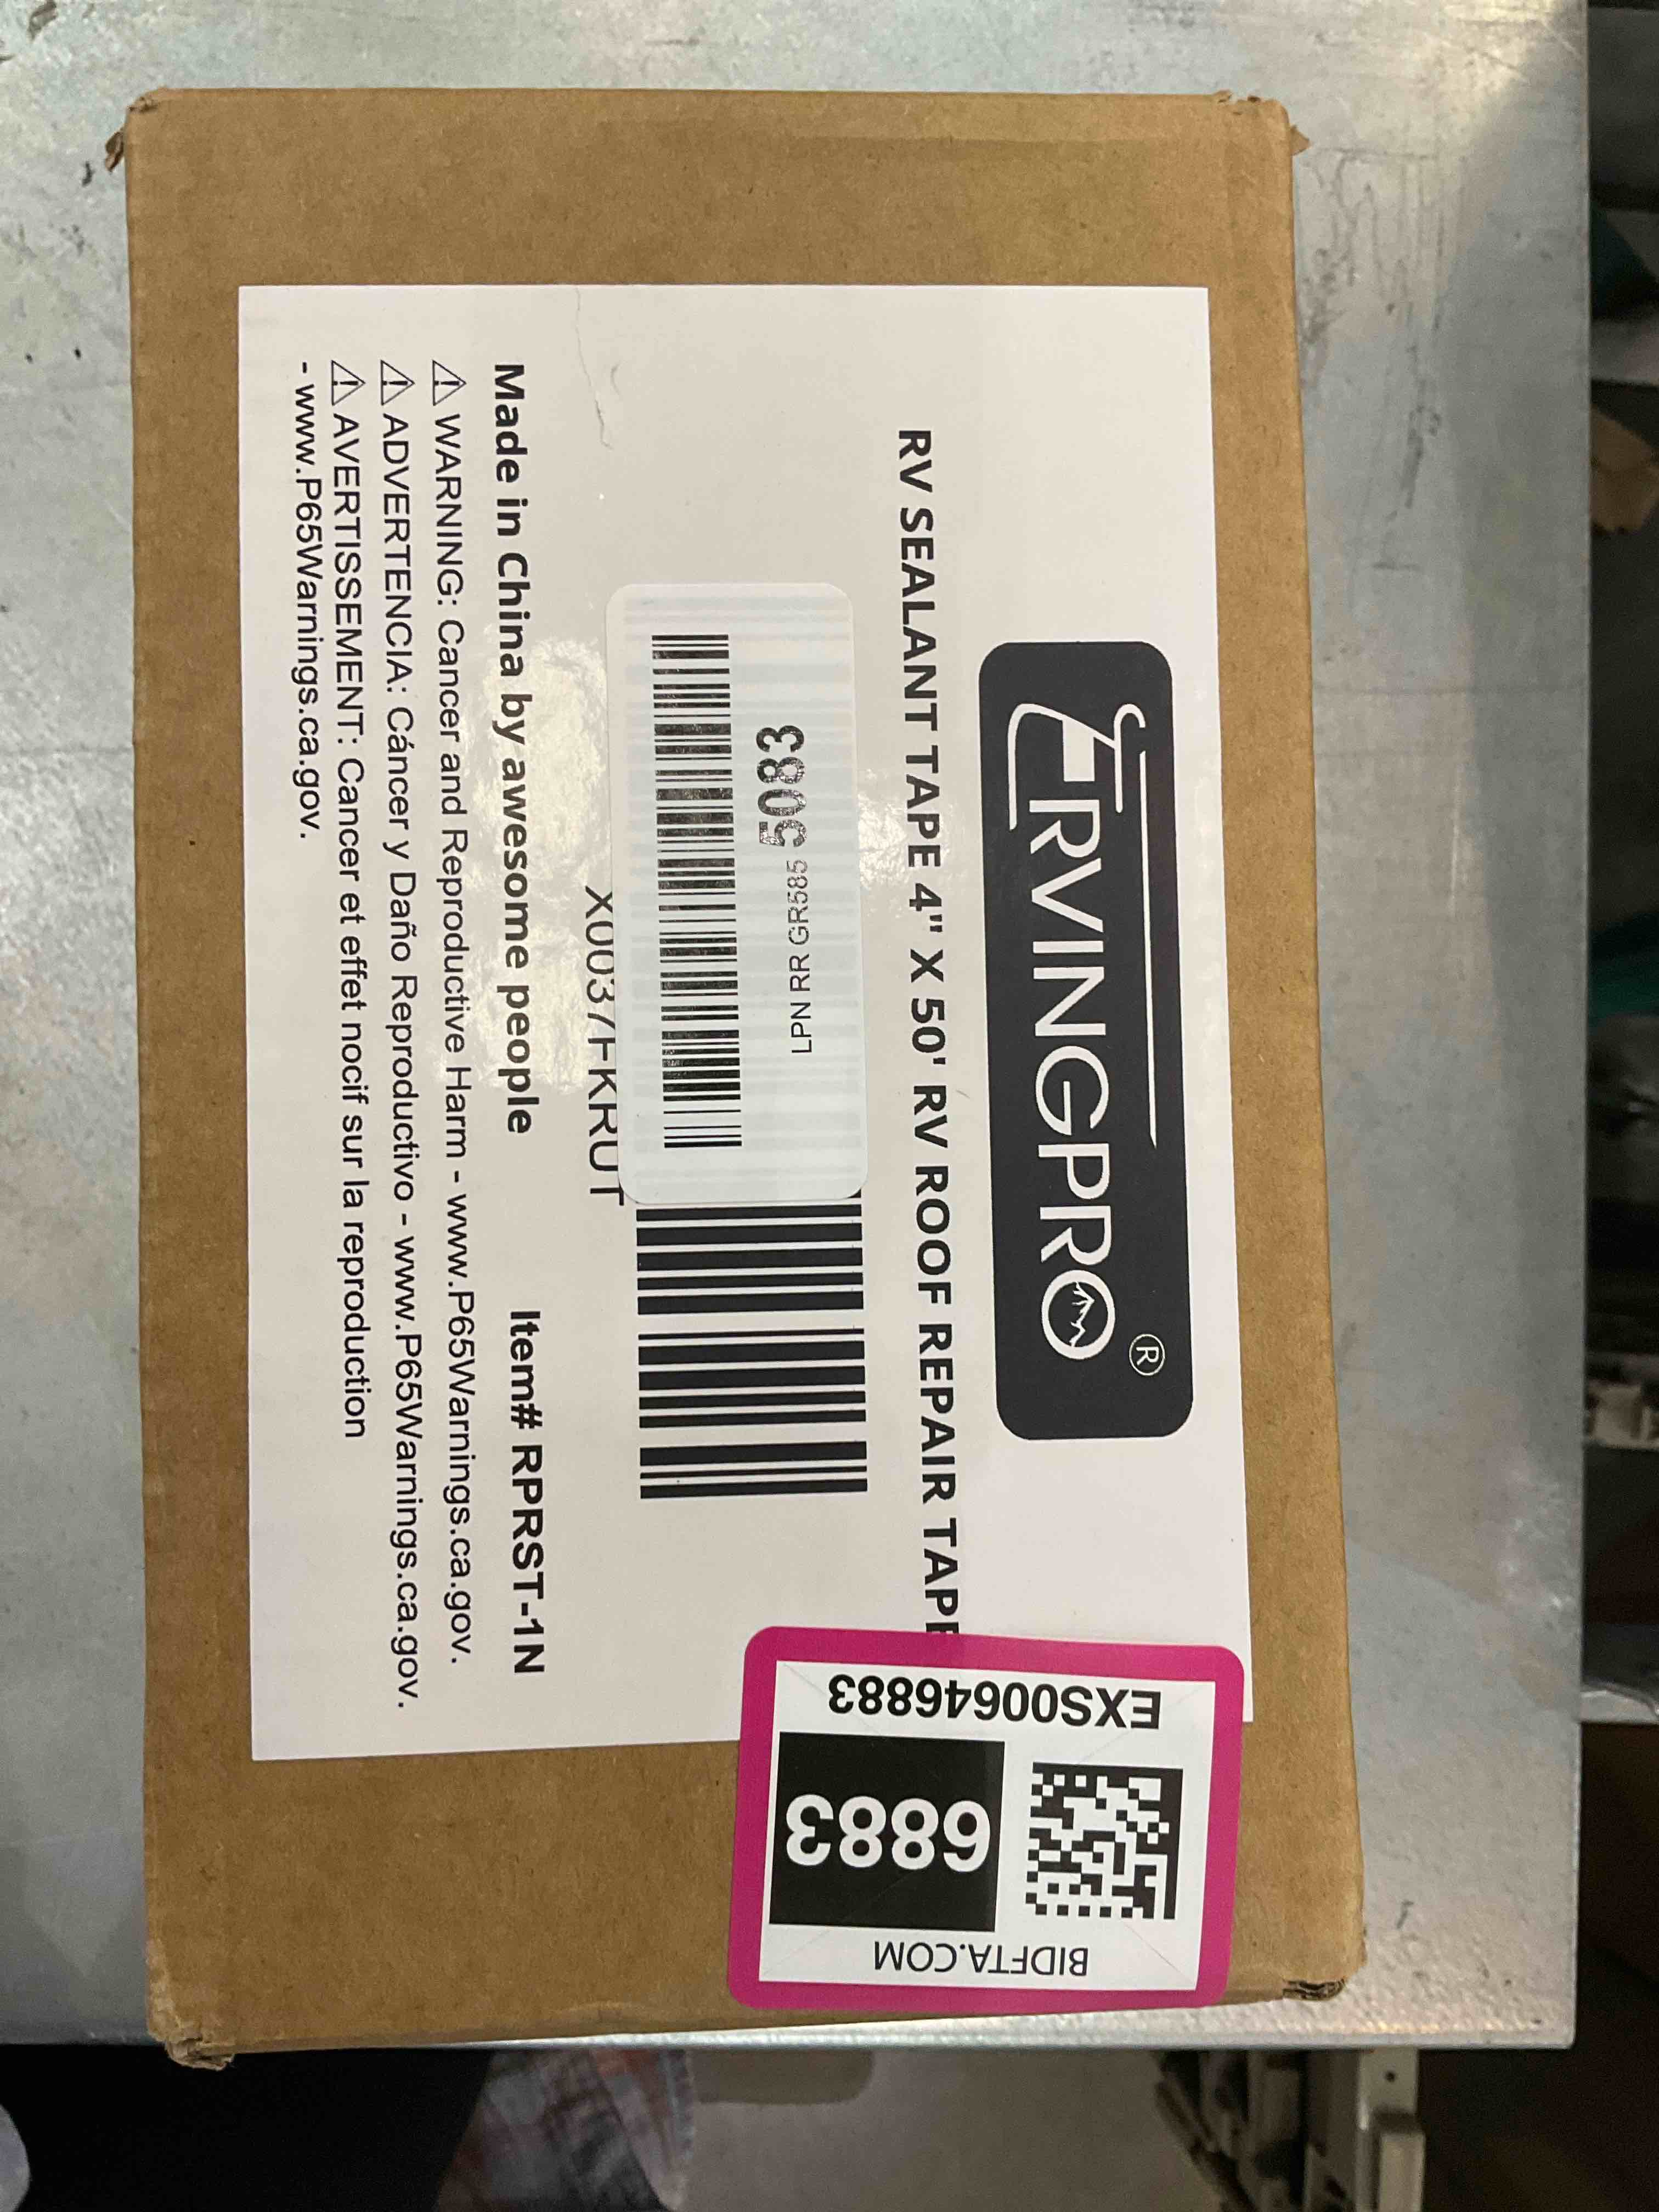 ERVINGPRO®
RV SEALANT TAPE 4" X 50' RV ROOF REPAIR TAPE
LPN RR GR585 5083
X0037FKRUT
Made in China by awesome people Item# RPRST-1N
⚠ WARNING: Cancer and Reproductive Harm - www.P65Warnings.ca.gov.
⚠ ADVERTENCIA: Cáncer y Daño Reproductivo - www.P65Warnings.ca.gov.
⚠ AVERTISSEMENT: Cancer et effet nocif sur la reproduction
- www.P65Warnings.ca.gov.
EXS00646883
6883
BIDFTA.COM